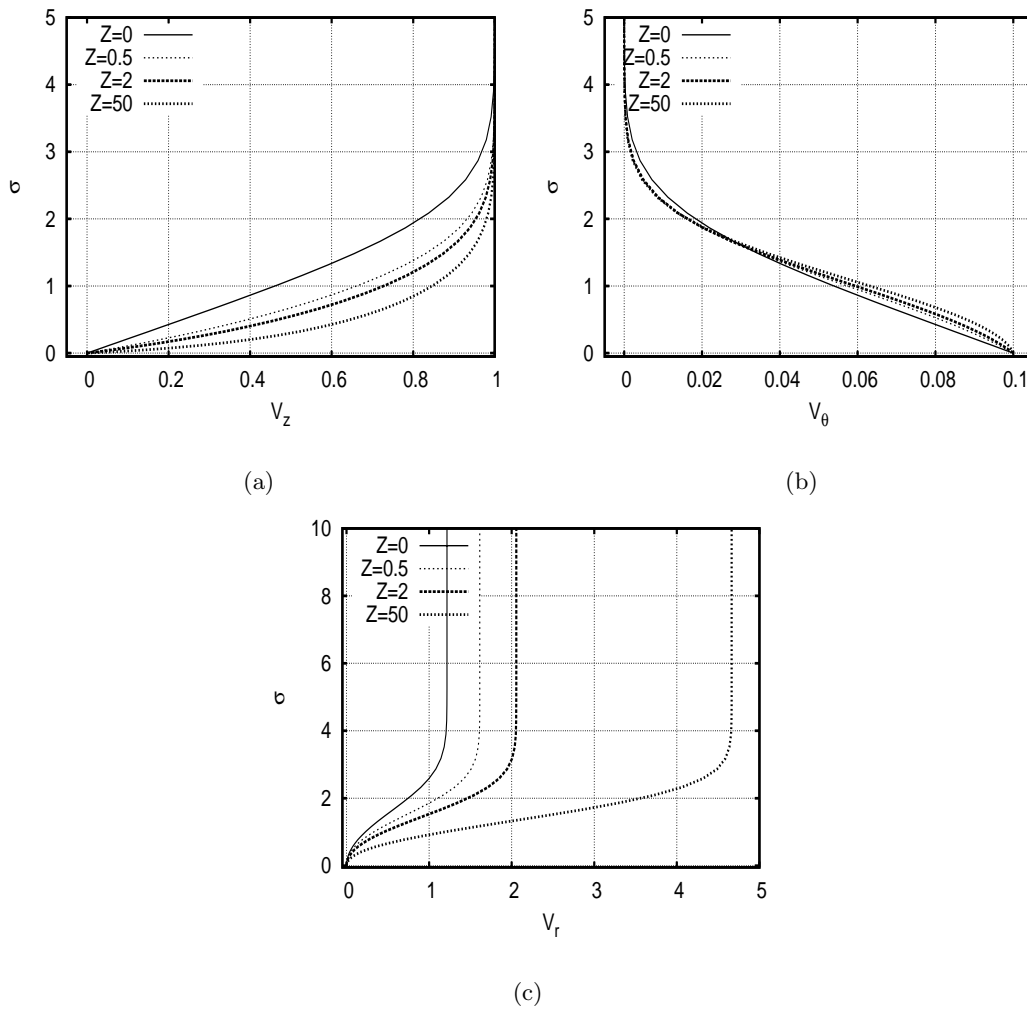 5
4
3
2
1
0
σ
Z=0
Z=0.5
Z=2
Z=50
0 0.2 0.4 0.6 0.8 1
V_z
(a)
5
4
3
2
1
0
σ
Z=0
Z=0.5
Z=2
Z=50
0 0.02 0.04 0.06 0.08 0.1
V_θ
(b)
10
8
6
4
2
0
σ
Z=0
Z=0.5
Z=2
Z=50
0 1 2 3 4 5
V_r
(c)